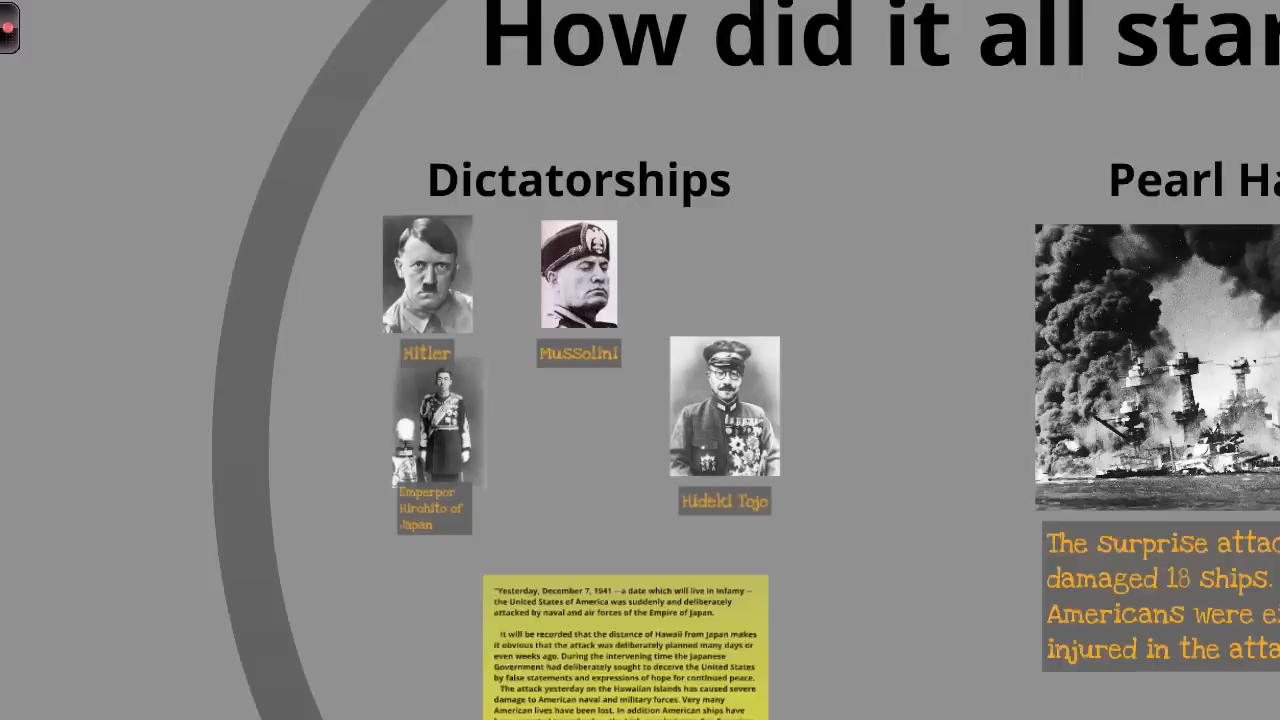 How did it all star
Dictatorships
Hitler
Mussolini
Emperpor
Hirohito of
Japan
Hideki Tojo
"Yesterday, December 7, 1941 -- a date which will live in infamy --
the United States of America was suddenly and deliberately
attacked by naval and air forces of the Empire of Japan.
It will be recorded that the distance of Hawaii from Japan makes
it obvious that the attack was deliberately planned many days or
even weeks ago. During the intervening time the Japanese
Government had deliberately sought to deceive the United States
by false statements and expressions of hope for continued peace.
The attack yesterday on the Hawaiian Islands has caused severe
damage to American naval and military forces. Very many
American lives have been lost. In addition American ships have
Pearl Ha
The surprise attac
damaged 18 ships.
Americans were
injured in the atta